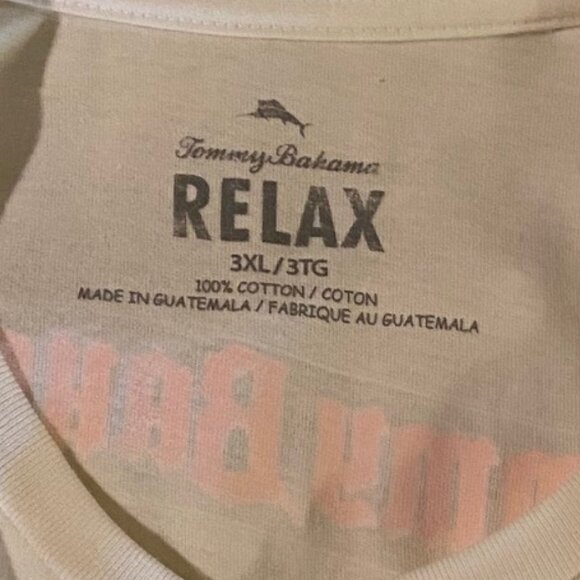 Tommy Bahama
RELAX
3XL/3TG
100% COTTON / COTON
MADE IN GUATEMALA / FABRIQUE AU GUATEMALA